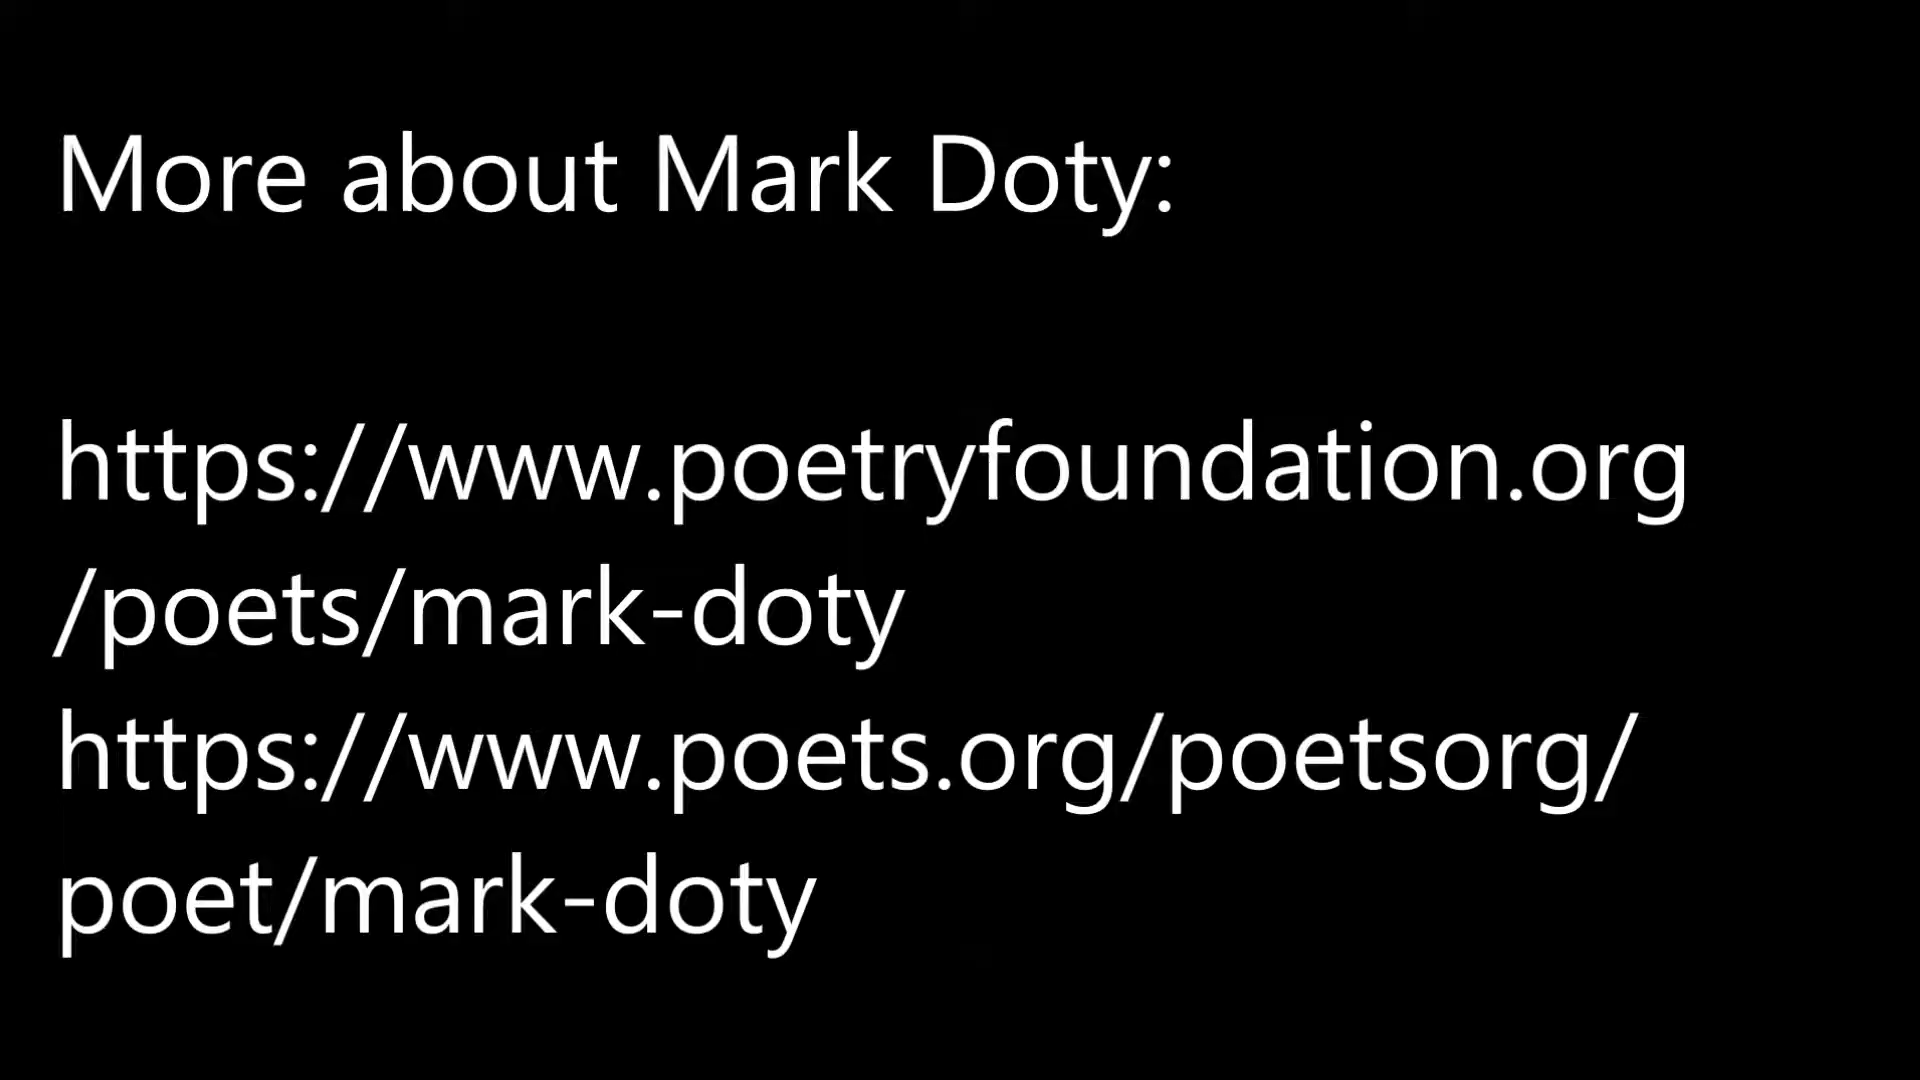 More about Mark Doty:
https://www.poetryfoundation.org
/poets/mark-doty
https://www.poets.org/poetsorg/
poet/mark-doty